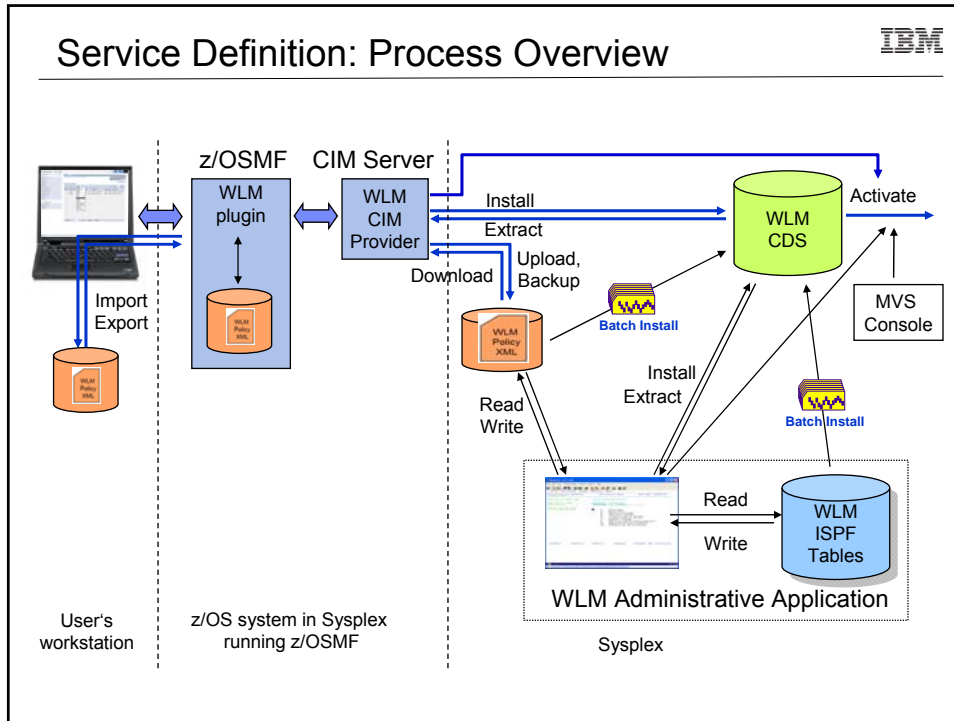 Service Definition: Process Overview
IBM
z/OSMF
CIM Server
WLM
plugin
WLM
CIM
Provider
Install
Extract
WLM
CDS
Activate
Download
Upload,
Backup
Import
Export
WLM
Policy
XML
WLM
Policy
XML
WLM
Policy
XML
Batch Install
MVS
Console
Install
Extract
Read
Write
Batch Install
Read
Write
WLM
ISPF
Tables
WLM Administrative Application
User‘s
workstation
z/OS system in Sysplex
running z/OSMF
Sysplex